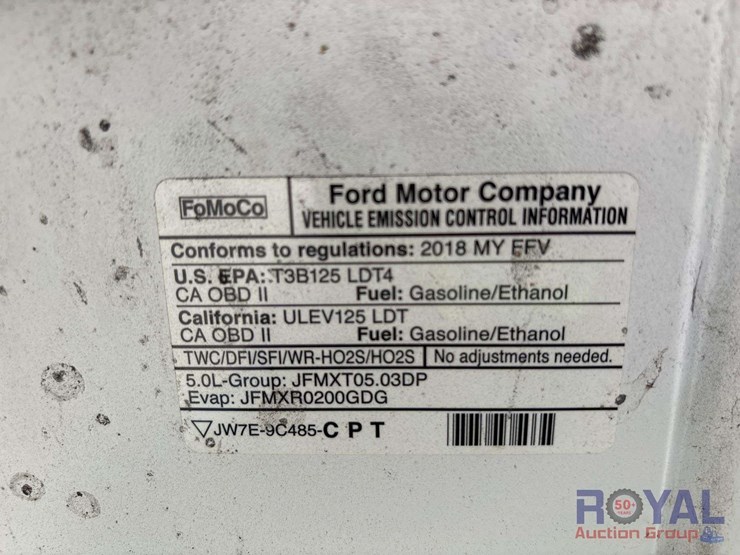 FoMoCo
Ford Motor Company
VEHICLE EMISSION CONTROL INFORMATION
Conforms to regulations: 2018 MY FFV
U.S. EPA: T3B125 LDT4
CA OBD II Fuel: Gasoline/Ethanol
California: ULEV125 LDT
CA OBD II Fuel: Gasoline/Ethanol
TWC/DFI/SFI/WR-HO2S/HO2S No adjustments needed.
5.0L-Group: JFMXT05.03DP
Evap: JFMXR0200GDG
JW7E-9C485-C P T
ROYAL
50+
YEARS
Auction Group